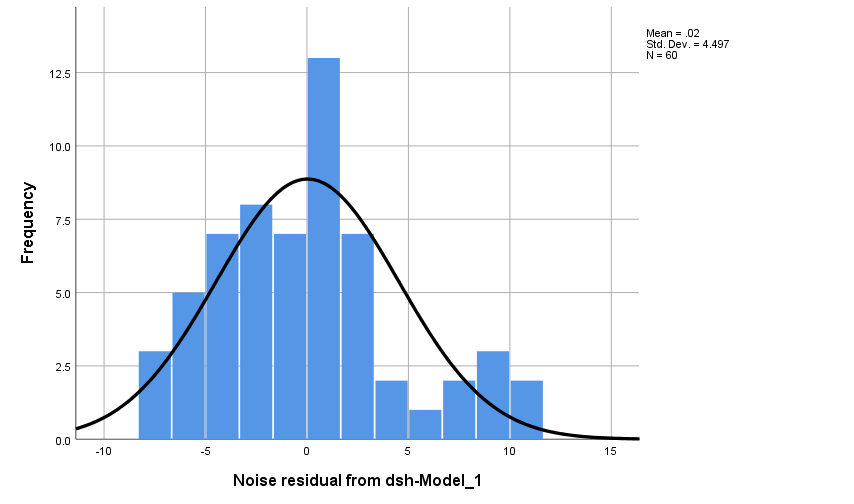 Mean = .02
Std. Dev. = 4.497
N = 60
Frequency
12.5
10.0
7.5
5.0
2.5
0.0
-10 -5 0 5 10 15
Noise residual from dsh-Model_1